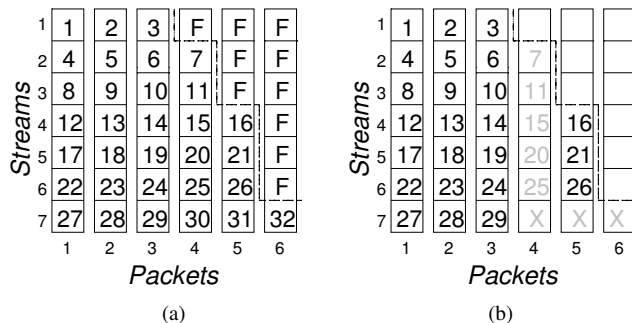 1 1 2 3 F F F
2 4 5 6 7 F F
3 8 9 10 11 F F
4 12 13 14 15 16 F
5 17 18 19 20 21 F
6 22 23 24 25 26 F
7 27 28 29 30 31 32
1 2 3 4 5 6
Streams
Packets
(a)
1 1 2 3
2 4 5 6 7
3 8 9 10 11
4 12 13 14 15 16
5 17 18 19 20 21
6 22 23 24 25 26
7 27 28 29 X X X
1 2 3 4 5 6
Streams
Packets
(b)